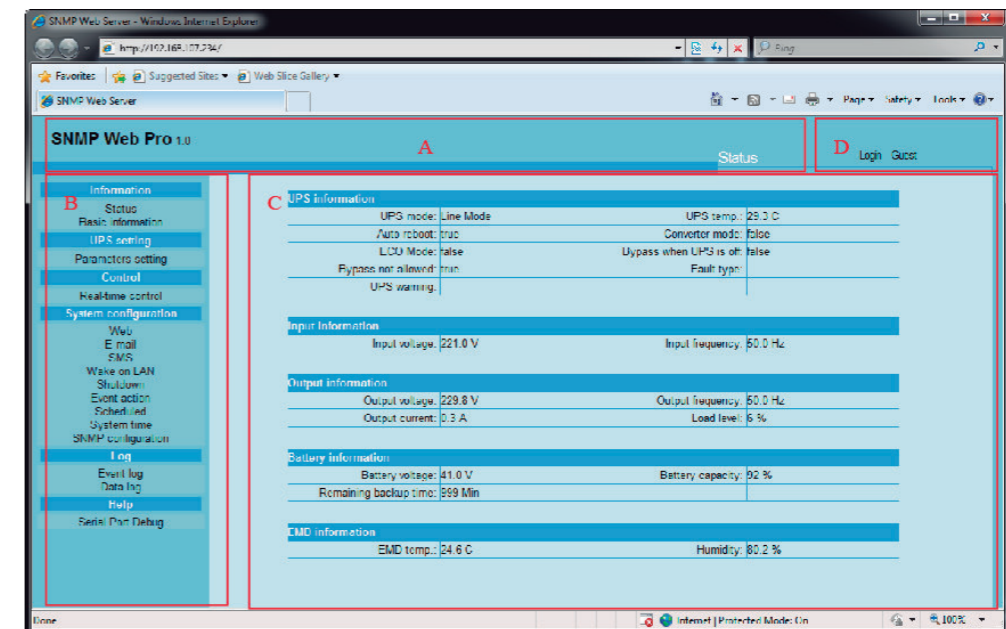 SNMP Web Server - Windows Internet Explorer
http://192.168.107.234/
Bing
Favorites Suggested Sites Web Slice Gallery
SNMP Web Server Page Safety Tools
SNMP Web Pro 1.0
A
Status
D
Login Guest
B
Information
Status
Basic Information
UPS setting
Parameters setting
Control
Real-time control
System configuration
Web
E-mail
SMS
Wake on LAN
Shutdown
Event action
Scheduled
System time
SNMP configuration
Log
Event log
Data log
Help
Serial Port Debug
C
UPS information
UPS mode: Line Mode UPS temp.: 29.3 C
Auto reboot: true Converter mode: false
ECO Mode: false Bypass when UPS is off: false
Bypass not allowed: true Fault type:
UPS warning:
Input Information
Input voltage: 221.0 V Input frequency: 50.0 Hz
Output information
Output voltage: 229.8 V Output frequency: 50.0 Hz
Output current: 0.3 A Load level: 6 %
Battery information
Battery voltage: 41.0 V Battery capacity: 92 %
Remaining backup time: 999 Min
EMD information
EMD temp.: 24.6 C Humidity: 80.2 %
Done Internet | Protected Mode: On 100%